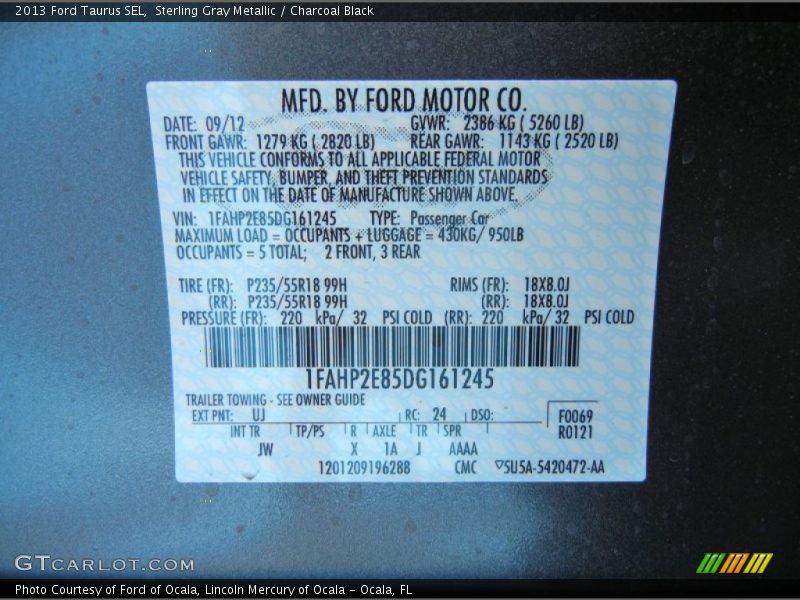 2013 Ford Taurus SEL,  Sterling Gray Metallic / Charcoal Black
MFD. BY FORD MOTOR CO.
DATE: 09/12 GVWR: 2386 KG ( 5260 LB)
FRONT GAWR: 1279 KG ( 2820 LB) REAR GAWR: 1143 KG ( 2520 LB)
THIS VEHICLE CONFORMS TO ALL APPLICABLE FEDERAL MOTOR
VEHICLE SAFETY, BUMPER, AND THEFT PREVENTION STANDARDS
IN EFFECT ON THE DATE OF MANUFACTURE SHOWN ABOVE.
VIN: 1FAHP2E85DG161245 TYPE: Passenger Car
MAXIMUM LOAD = OCCUPANTS + LUGGAGE = 430KG/ 950LB
OCCUPANTS = 5 TOTAL; 2 FRONT, 3 REAR
TIRE (FR): P235/55R18 99H RIMS (FR): 18X8.0J
(RR): P235/55R18 99H (RR): 18X8.0J
PRESSURE (FR): 220 kPa/ 32 PSI COLD (RR): 220 kPa/ 32 PSI COLD
1FAHP2E85DG161245
TRAILER TOWING - SEE OWNER GUIDE
EXT PNT: UJ RC: 24 DSO: F0069
INT TR TP/PS R AXLE TR SPR R0121
JW X 1A J AAAA
1201209196288 CMC ▽5U5A-5420472-AA
GTCARLOT.COM
Photo Courtesy of Ford of Ocala, Lincoln Mercury of Ocala - Ocala, FL